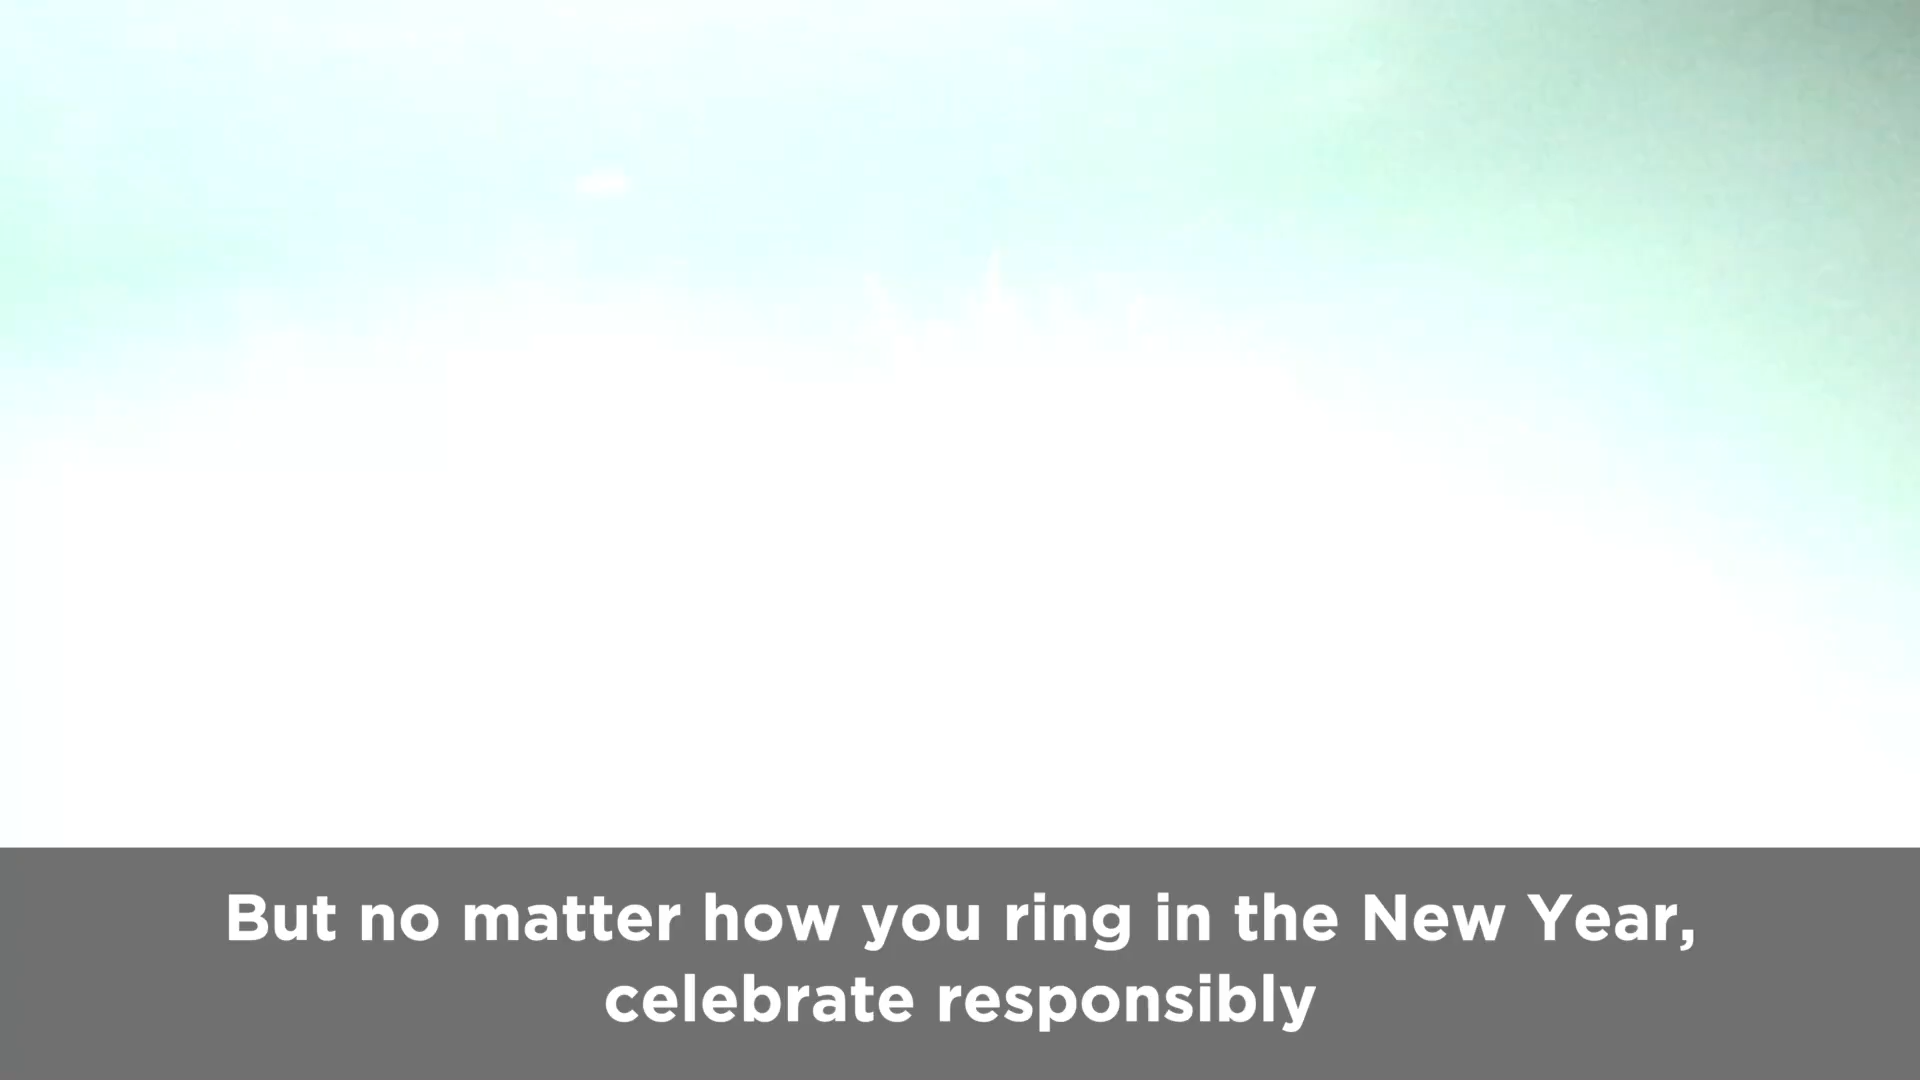 But no matter how you ring in the New Year,
celebrate responsibly